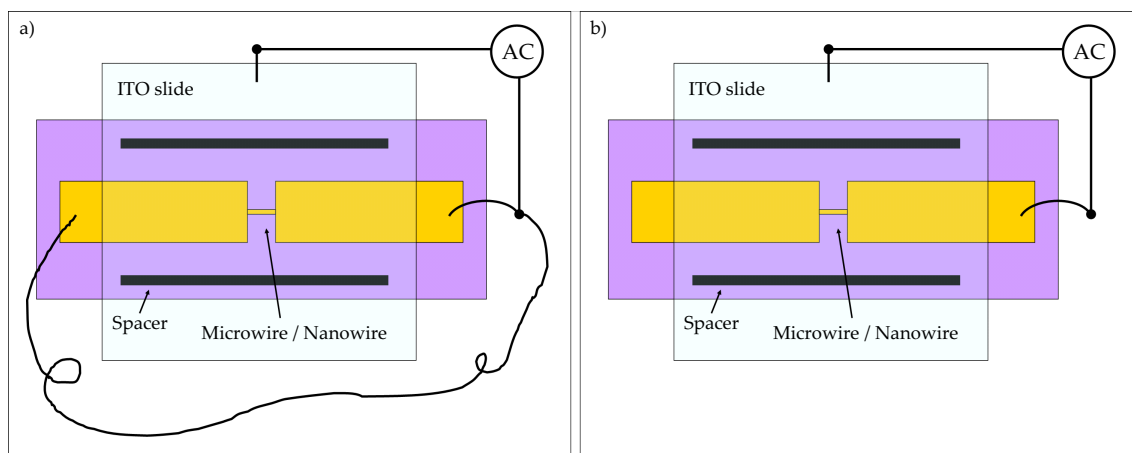 a)
AC
ITO slide
Spacer
Microwire / Nanowire
b)
AC
ITO slide
Spacer
Microwire / Nanowire